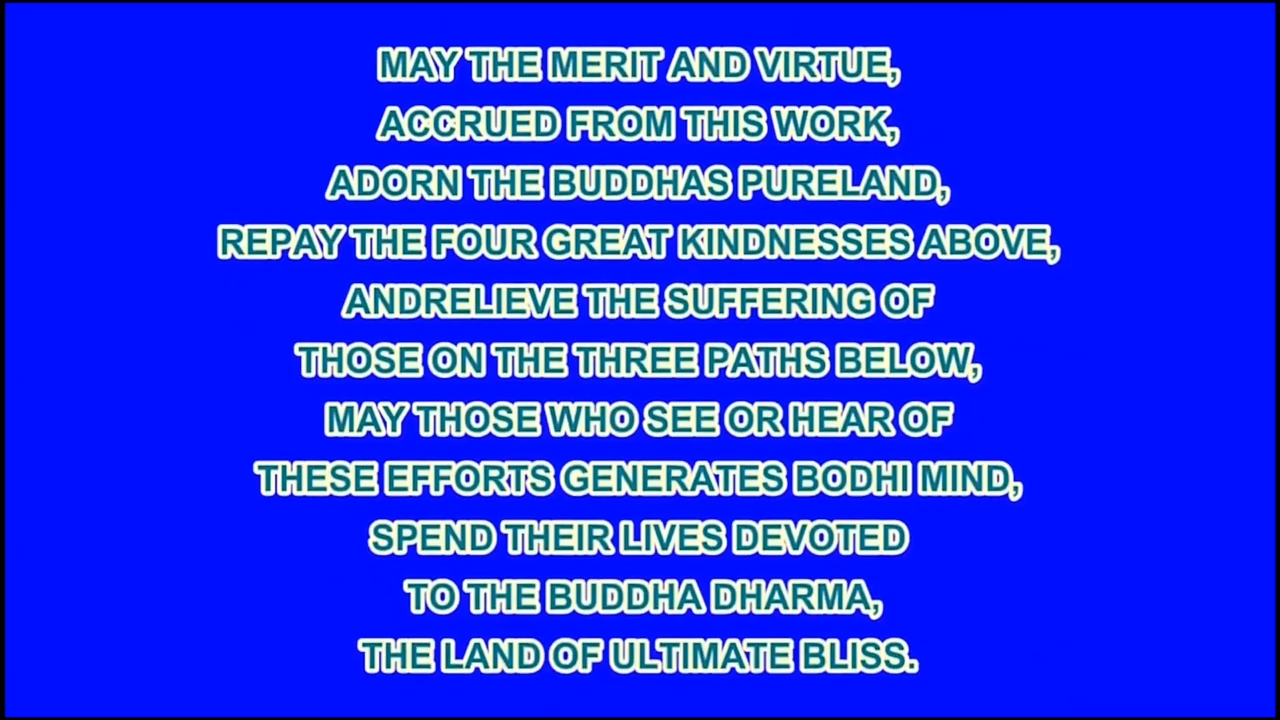 MAY THE MERIT AND VIRTUE,
ACCRUED FROM THIS WORK,
ADORN THE BUDDHAS PURELAND,
REPAY THE FOUR GREAT KINDNESSES ABOVE,
ANDRELIEVE THE SUFFERING OF
THOSE ON THE THREE PATHS BELOW,
MAY THOSE WHO SEE OR HEAR OF
THESE EFFORTS GENERATES BODHI MIND,
SPEND THEIR LIVES DEVOTED
TO THE BUDDHA DHARMA,
THE LAND OF ULTIMATE BLISS.